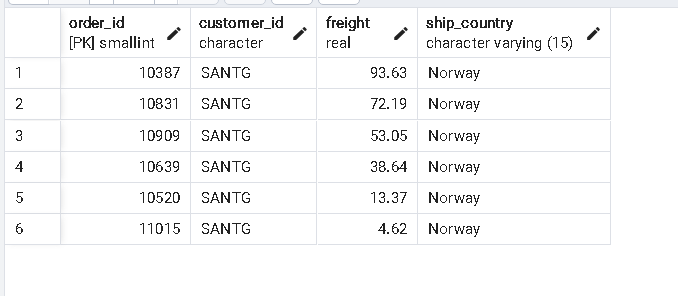 order_id customer_id freight ship_country
[PK] smallint character real character varying (15)
1 10387 SANTG 93.63 Norway
2 10831 SANTG 72.19 Norway
3 10909 SANTG 53.05 Norway
4 10639 SANTG 38.64 Norway
5 10520 SANTG 13.37 Norway
6 11015 SANTG 4.62 Norway